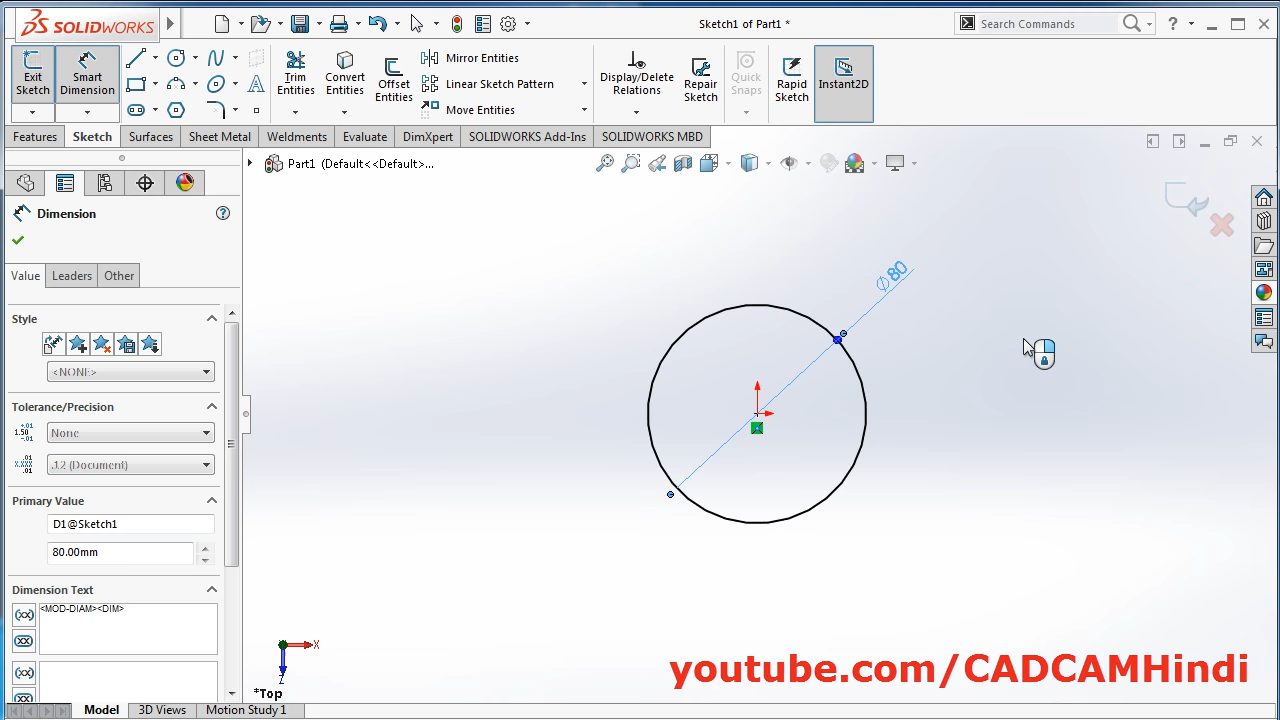 SOLIDWORKS
Sketch1 of Part1 *
Search Commands
?
Exit Sketch
Smart Dimension
Trim Entities
Convert Entities
Offset Entities
Mirror Entities
Linear Sketch Pattern
Move Entities
Display/Delete Relations
Repair Sketch
Quick Snaps
Rapid Sketch
Instant2D
Features
Sketch
Surfaces
Sheet Metal
Weldments
Evaluate
DimXpert
SOLIDWORKS Add-Ins
SOLIDWORKS MBD
Part1 (Default<<Default>...
Dimension
?
Value
Leaders
Other
Style
<NONE>
Tolerance/Precision
None
.12 (Document)
Primary Value
D1@Sketch1
80.00mm
Dimension Text
<MOD-DIAM><DIM>
(xx)
xx
(xx)
∅80
X
Z
*Top
youtube.com/CADCAMHindi
Model
3D Views
Motion Study 1